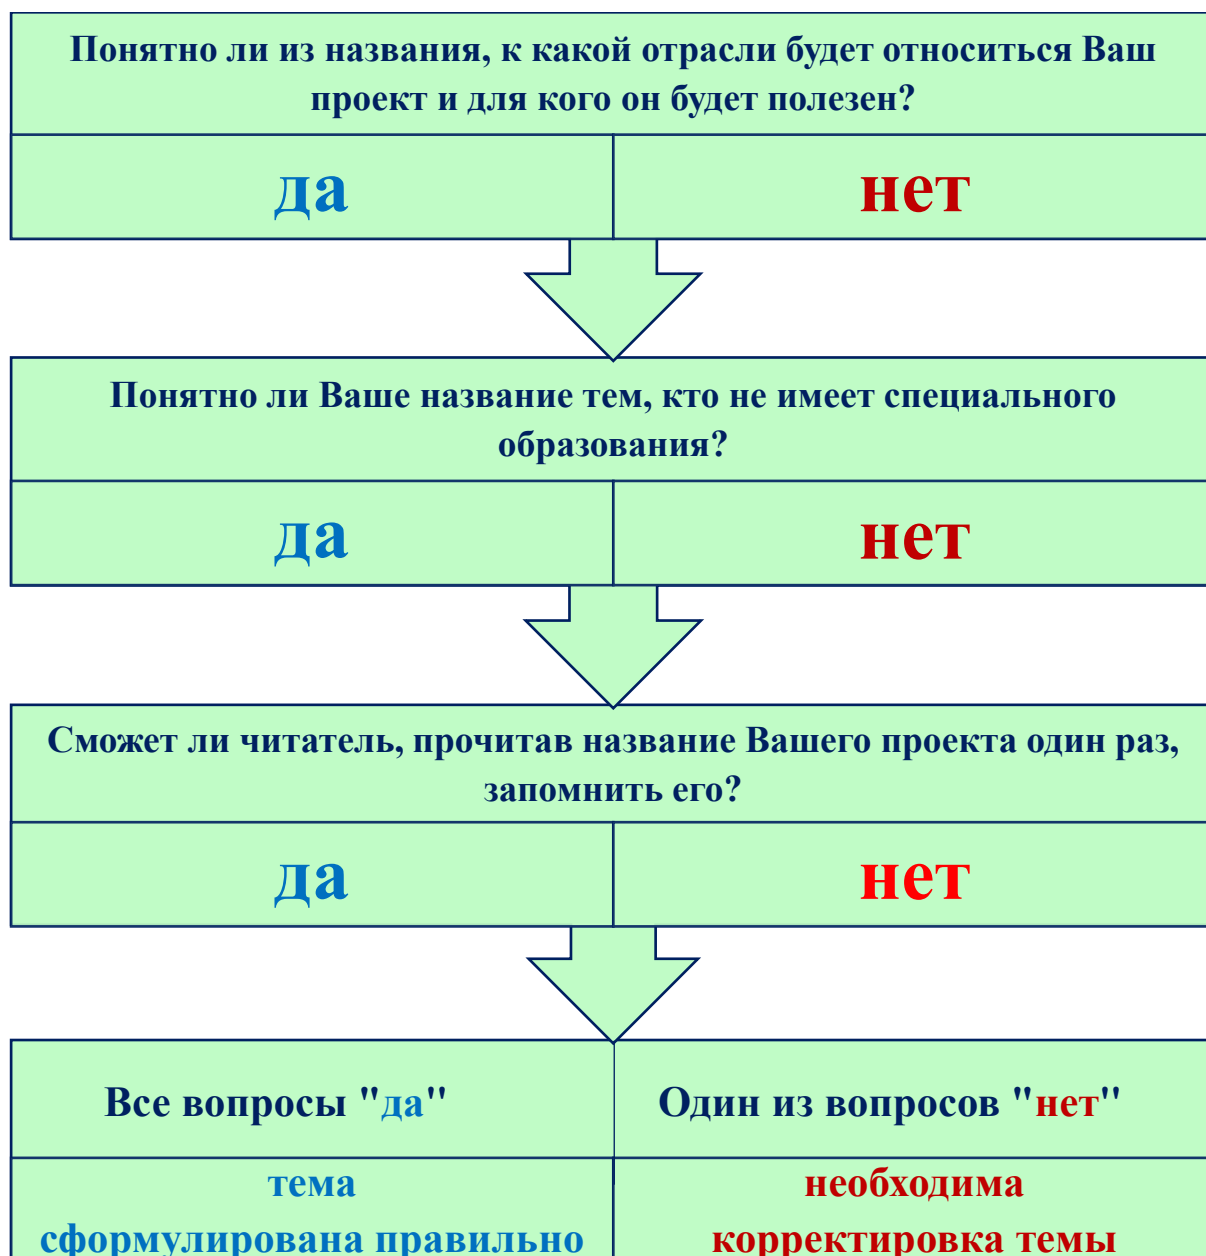 Понятно ли из названия, к какой отрасли будет относиться Ваш
проект и для кого он будет полезен?
да
нет
Понятно ли Ваше название тем, кто не имеет специального
образования?
да
нет
Сможет ли читатель, прочитав название Вашего проекта один раз,
запомнить его?
да
нет
Все вопросы "да"
Один из вопросов "нет"
тема
сформулирована правильно
необходима
корректировка темы